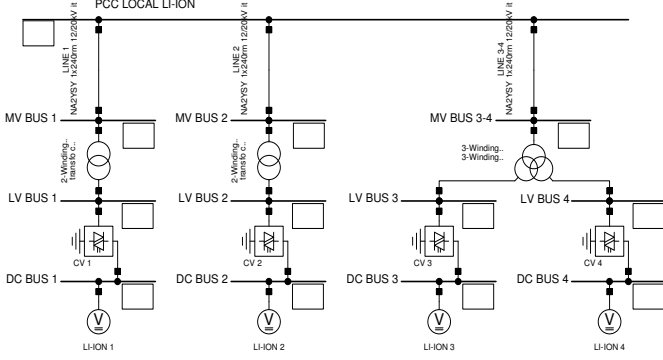 PCC LOCAL LI-ION
LINE 1
NA2YSY 1x240rm 12/20kV it
LINE 2
NA2YSY 1x240rm 12/20kV it
LINE 3-4
NA2YSY 1x240rm 12/20kV it
MV BUS 1
MV BUS 2
MV BUS 3-4
2-Winding..
transfo c..
2-Winding..
transfo c..
3-Winding..
3-Winding..
LV BUS 1
LV BUS 2
LV BUS 3
LV BUS 4
CV 1
CV 2
CV 3
CV 4
DC BUS 1
DC BUS 2
DC BUS 3
DC BUS 4
V
V
V
V
LI-ION 1
LI-ION 2
LI-ION 3
LI-ION 4